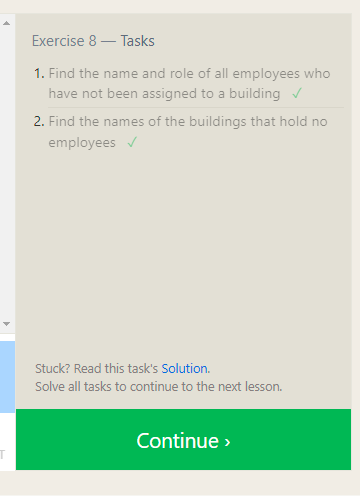 Exercise 8 — Tasks
1. Find the name and role of all employees who
have not been assigned to a building ✓
2. Find the names of the buildings that hold no
employees ✓
Stuck? Read this task's Solution.
Solve all tasks to continue to the next lesson.
T
Continue ›